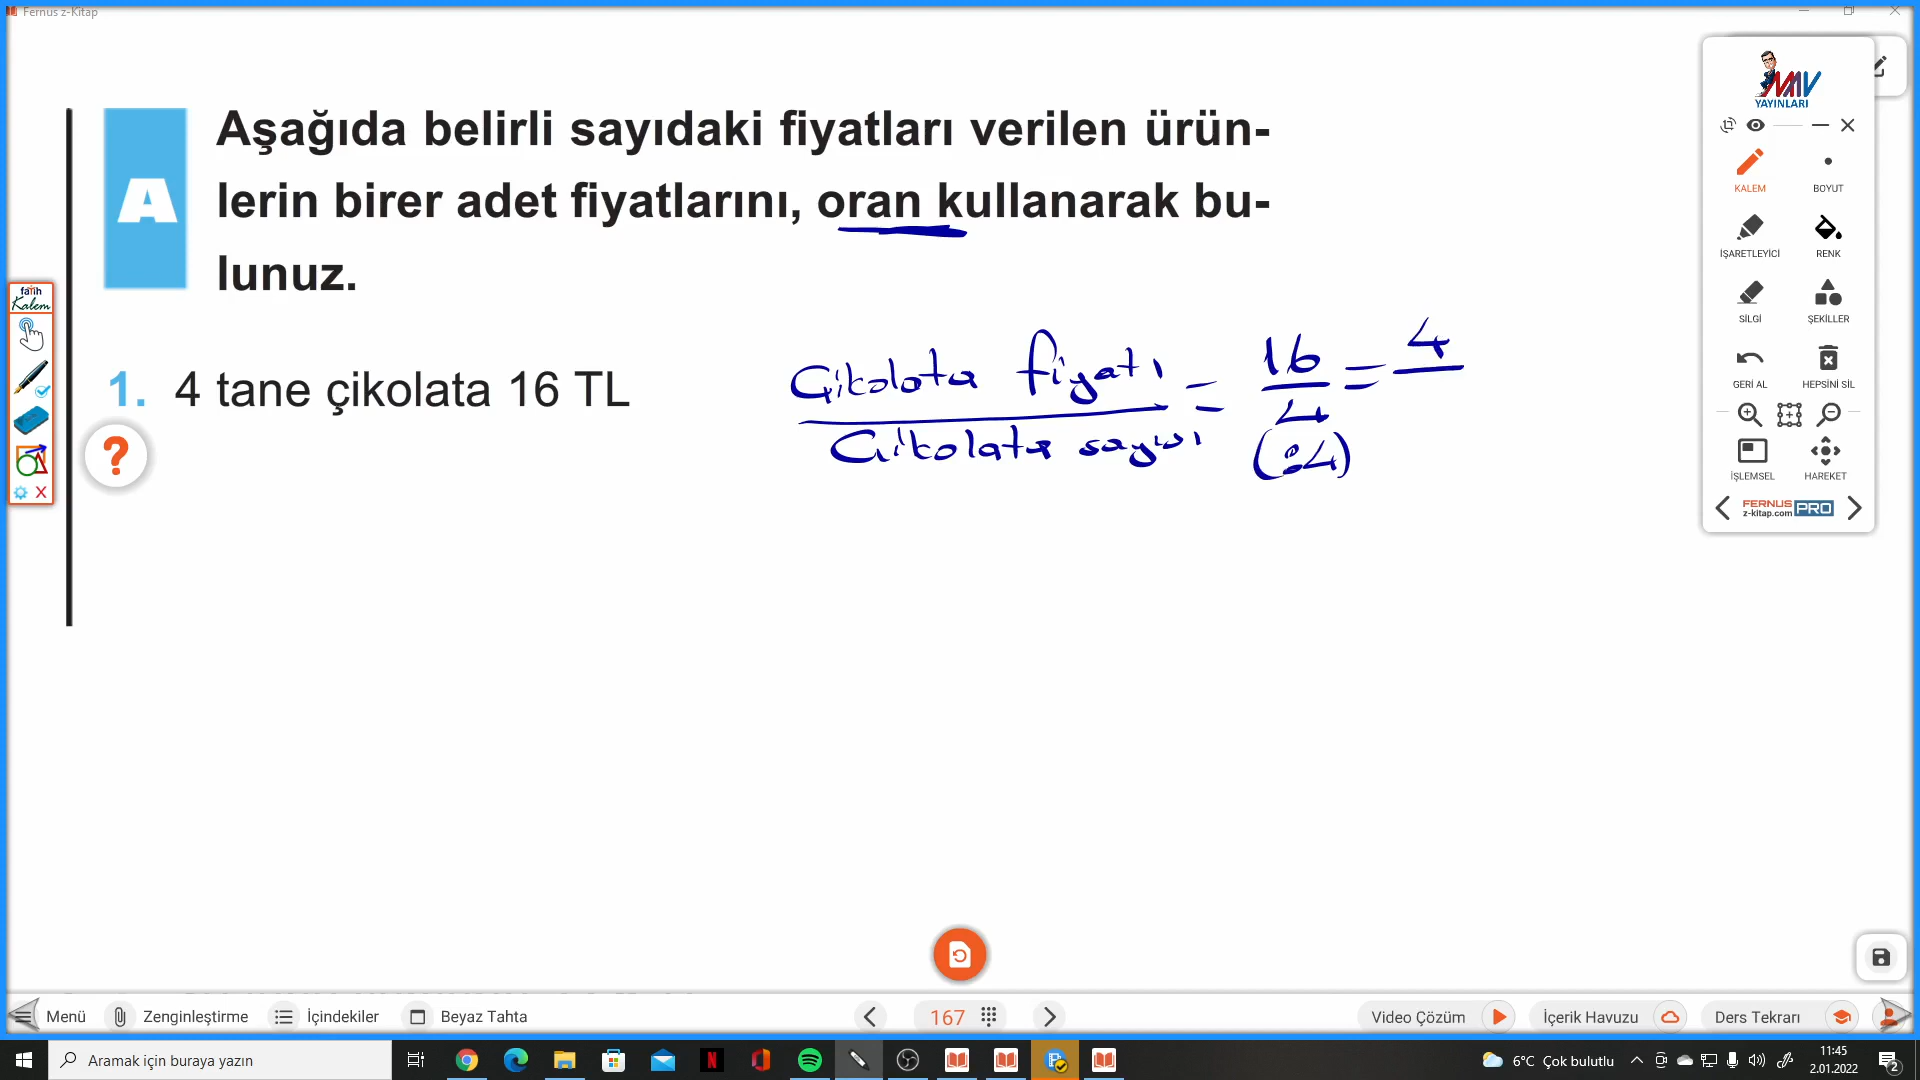 Fernus z-Kitap
A
Aşağıda belirli sayıdaki fiyatları verilen ürün-
lerin birer adet fiyatlarını, oran kullanarak bu-
lunuz.
1. 4 tane çikolata 16 TL
?
Çikolata fiyatı
Çikolata sayısı
= 16 = 4
4
(:4)
fatih
Kalem
X
YAYINLARI
KALEM
BOYUT
İŞARETLEYİCİ
RENK
SİLGİ
ŞEKİLLER
GERİ AL
HEPSİNİ SİL
İŞLEMSEL
HAREKET
FERNUS
z-kitap.com
PRO
Menü
Zenginleştirme
İçindekiler
Beyaz Tahta
167
Video Çözüm
İçerik Havuzu
Ders Tekrarı
Aramak için buraya yazın
N
6°C Çok bulutlu
11:45
2.01.2022
2